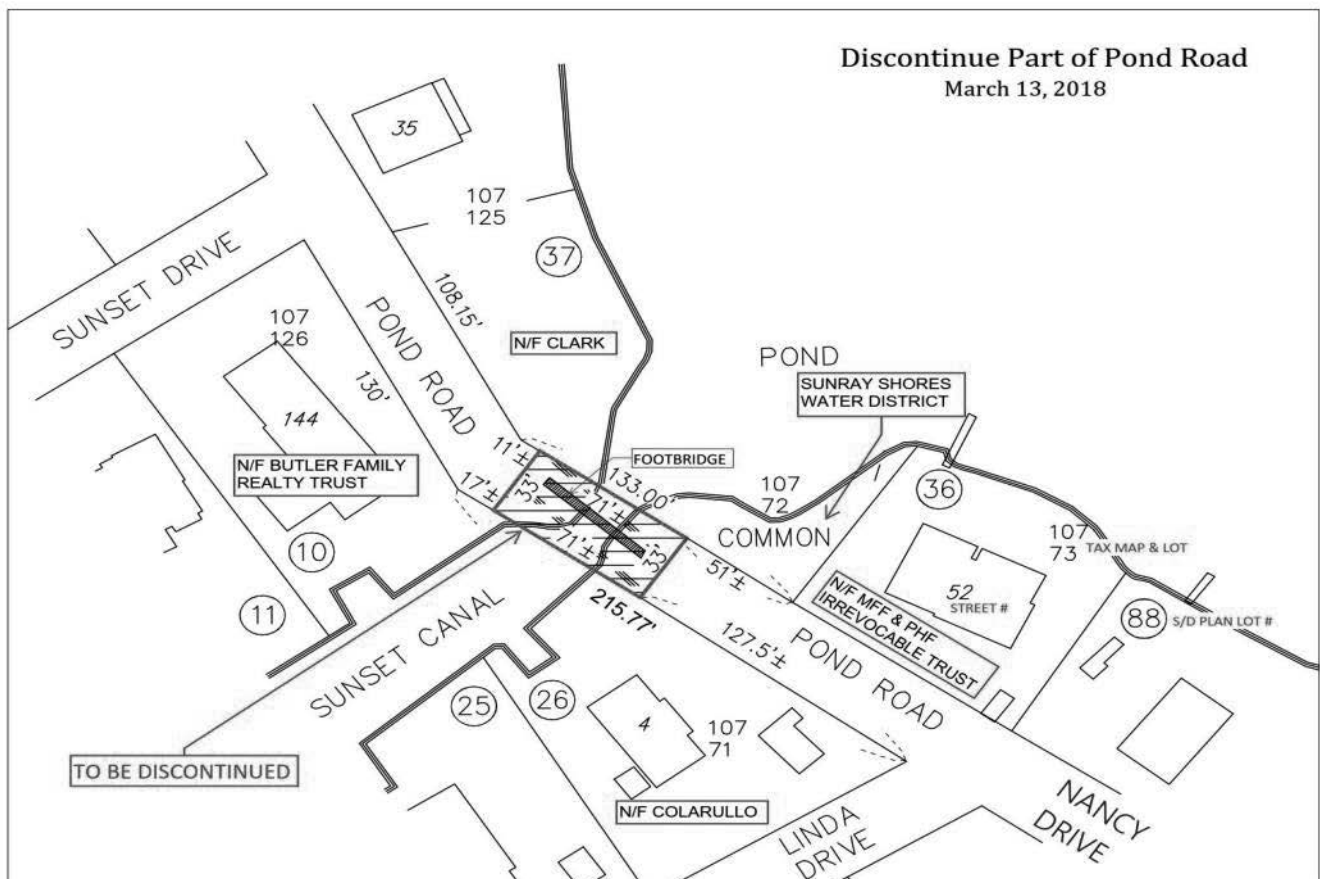 Discontinue Part of Pond Road
March 13, 2018
35
107
125
37
SUNSET DRIVE
107
126
POND ROAD
108.15'
N/F CLARK
130'
144
N/F BUTLER FAMILY
REALTY TRUST
POND
SUNRAY SHORES
WATER DISTRICT
11'±
17'±
33'
FOOTBRIDGE
133.00'
71'±
71'±
33'
107
72
COMMON
36
107
73
TAX MAP & LOT
51'±
52
STREET #
N/F MFF & PHF
IRREVOCABLE TRUST
88
S/D PLAN LOT #
10
11
215.77'
127.5'±
POND ROAD
SUNSET CANAL
25
26
4
107
71
TO BE DISCONTINUED
N/F COLARULLO
LINDA
DRIVE
NANCY
DRIVE